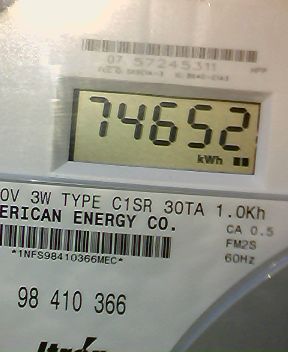 07 57245311
74652
kWh
0V 3W TYPE C1SR 30TA 1.0Kh
ERICAN ENERGY CO.
CA 0.5
FM2S
60Hz
*1NFS98410366MEC*
98 410 366
Itrón